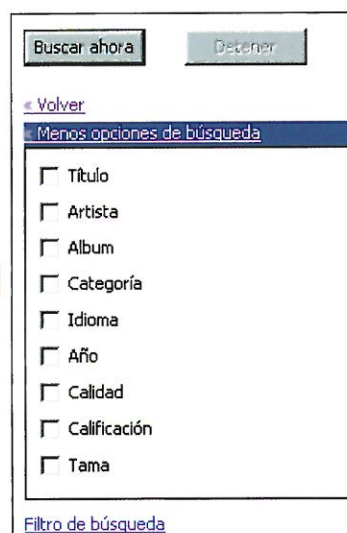 Buscar ahora Detener
« Volver
« Menos opciones de búsqueda
Título
Artista
Album
Categoría
Idioma
Año
Calidad
Calificación
Tama
Filtro de búsqueda